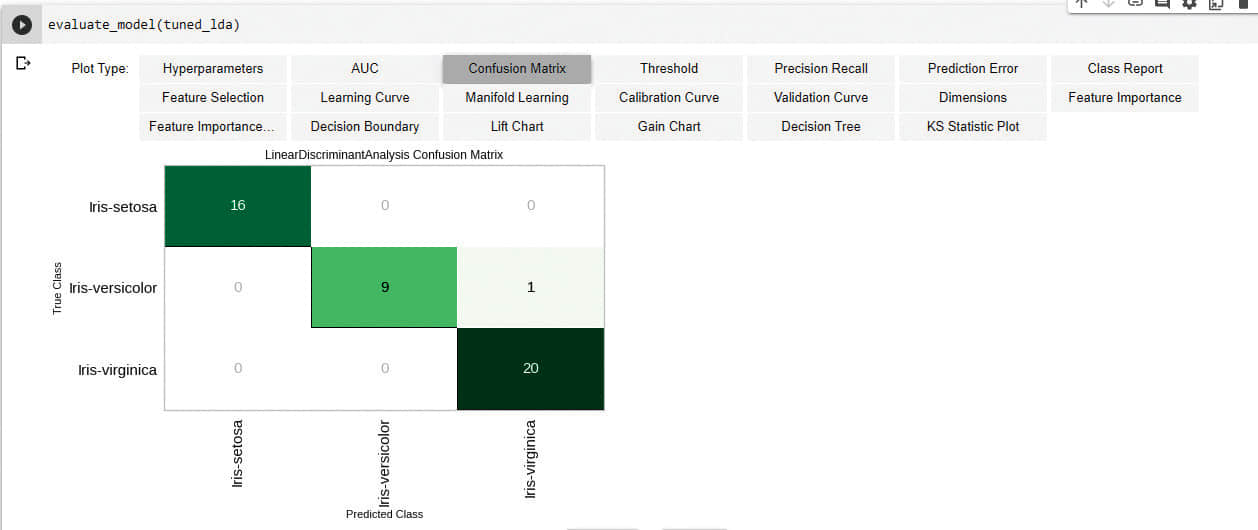 evaluate_model(tuned_lda)
Plot Type: Hyperparameters AUC Confusion Matrix Threshold Precision Recall Prediction Error Class Report
Feature Selection Learning Curve Manifold Learning Calibration Curve Validation Curve Dimensions Feature Importance
Feature Importance... Decision Boundary Lift Chart Gain Chart Decision Tree KS Statistic Plot
LinearDiscriminantAnalysis Confusion Matrix
Iris-setosa 16 0 0
True Class
Iris-versicolor 0 9 1
Iris-virginica 0 0 20
Iris-setosa
Iris-versicolor
Iris-virginica
Predicted Class